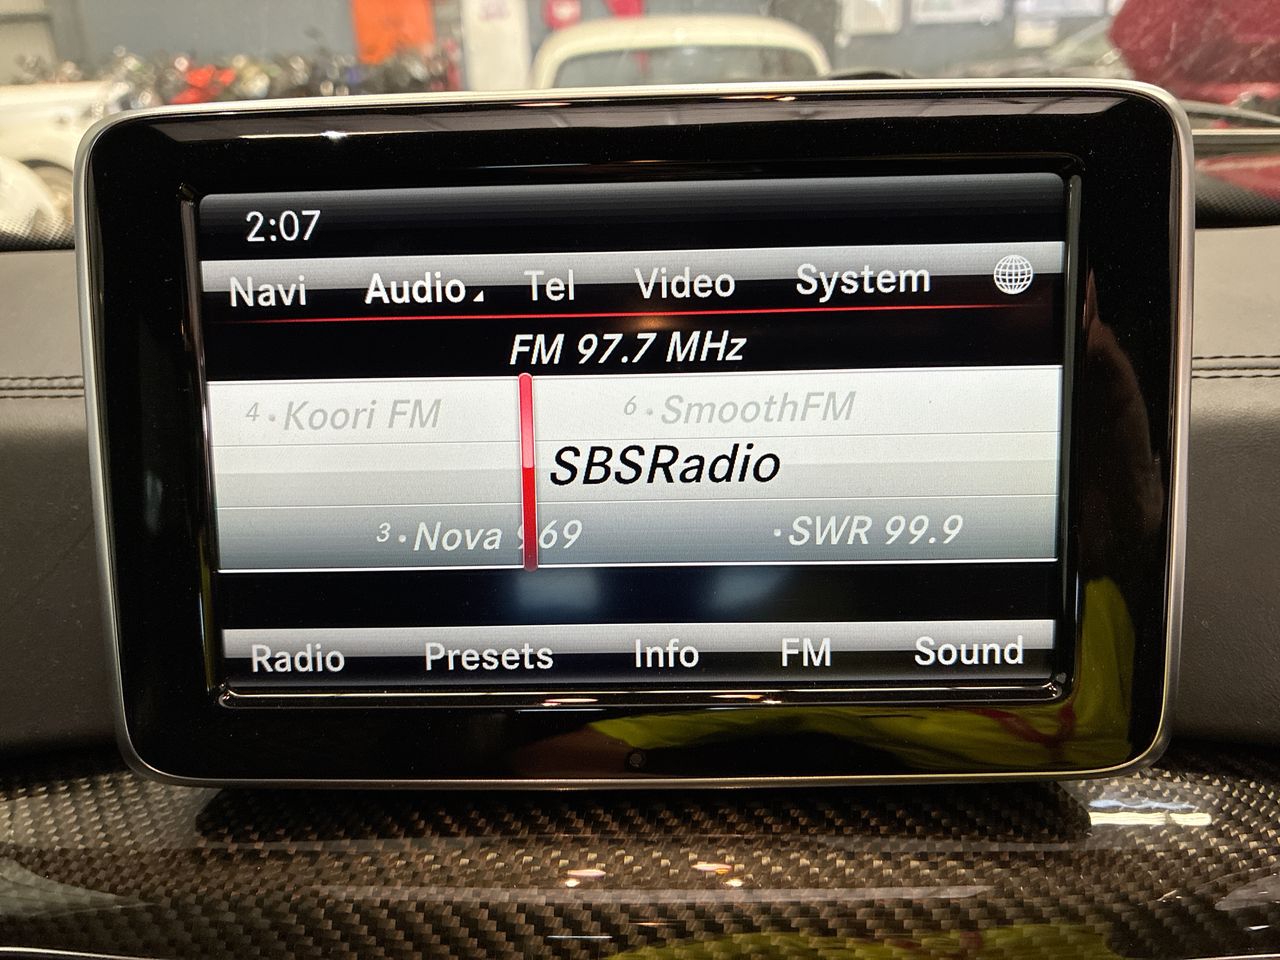 2:07
Navi Audio Tel Video System
FM 97.7 MHz
4 • Koori FM 6 • SmoothFM
SBSRadio
3 • Nova 969 • SWR 99.9
Radio Presets Info FM Sound